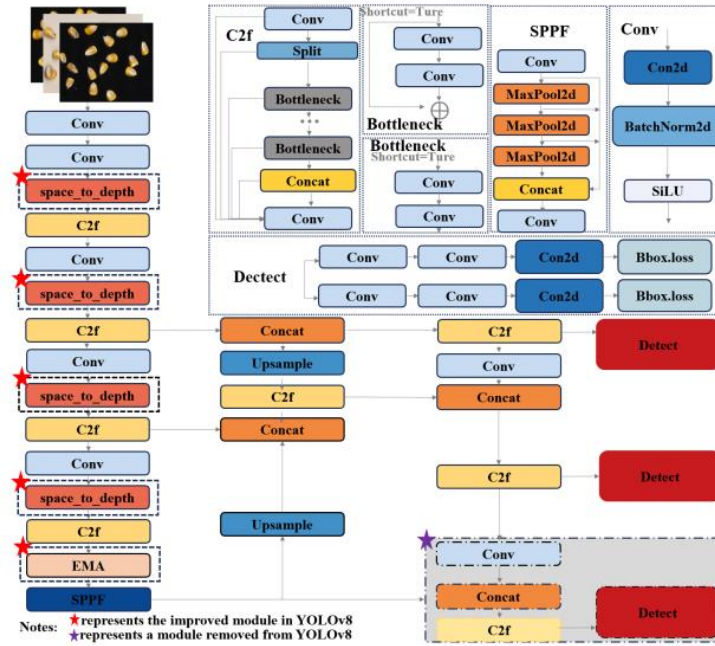 Conv
Conv
space_to_depth
C2f
Conv
space_to_depth
C2f
Conv
space_to_depth
C2f
Conv
space_to_depth
C2f
EMA
SPPF
C2f
Conv
Split
Bottleneck
Bottleneck
Concat
Conv
Shortcut=Ture
Conv
Conv
Bottleneck
Bottleneck
Shortcut=Ture
Conv
Conv
SPPF
Conv
MaxPool2d
MaxPool2d
MaxPool2d
Concat
Conv
Conv
Con2d
BatchNorm2d
SiLU
Dectect
Conv
Conv
Con2d
Bbox.loss
Conv
Conv
Con2d
Bbox.loss
Concat
Upsample
C2f
Concat
Upsample
C2f
Conv
Concat
C2f
Conv
Concat
C2f
Detect
Detect
Detect
Notes: represents the improved module in YOLOv8
represents a module removed from YOLOv8